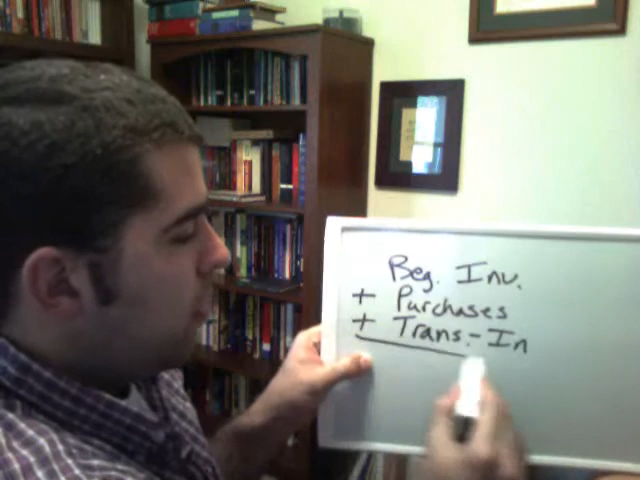 Beg. Inv.
+ Purchases
+ Trans.-In